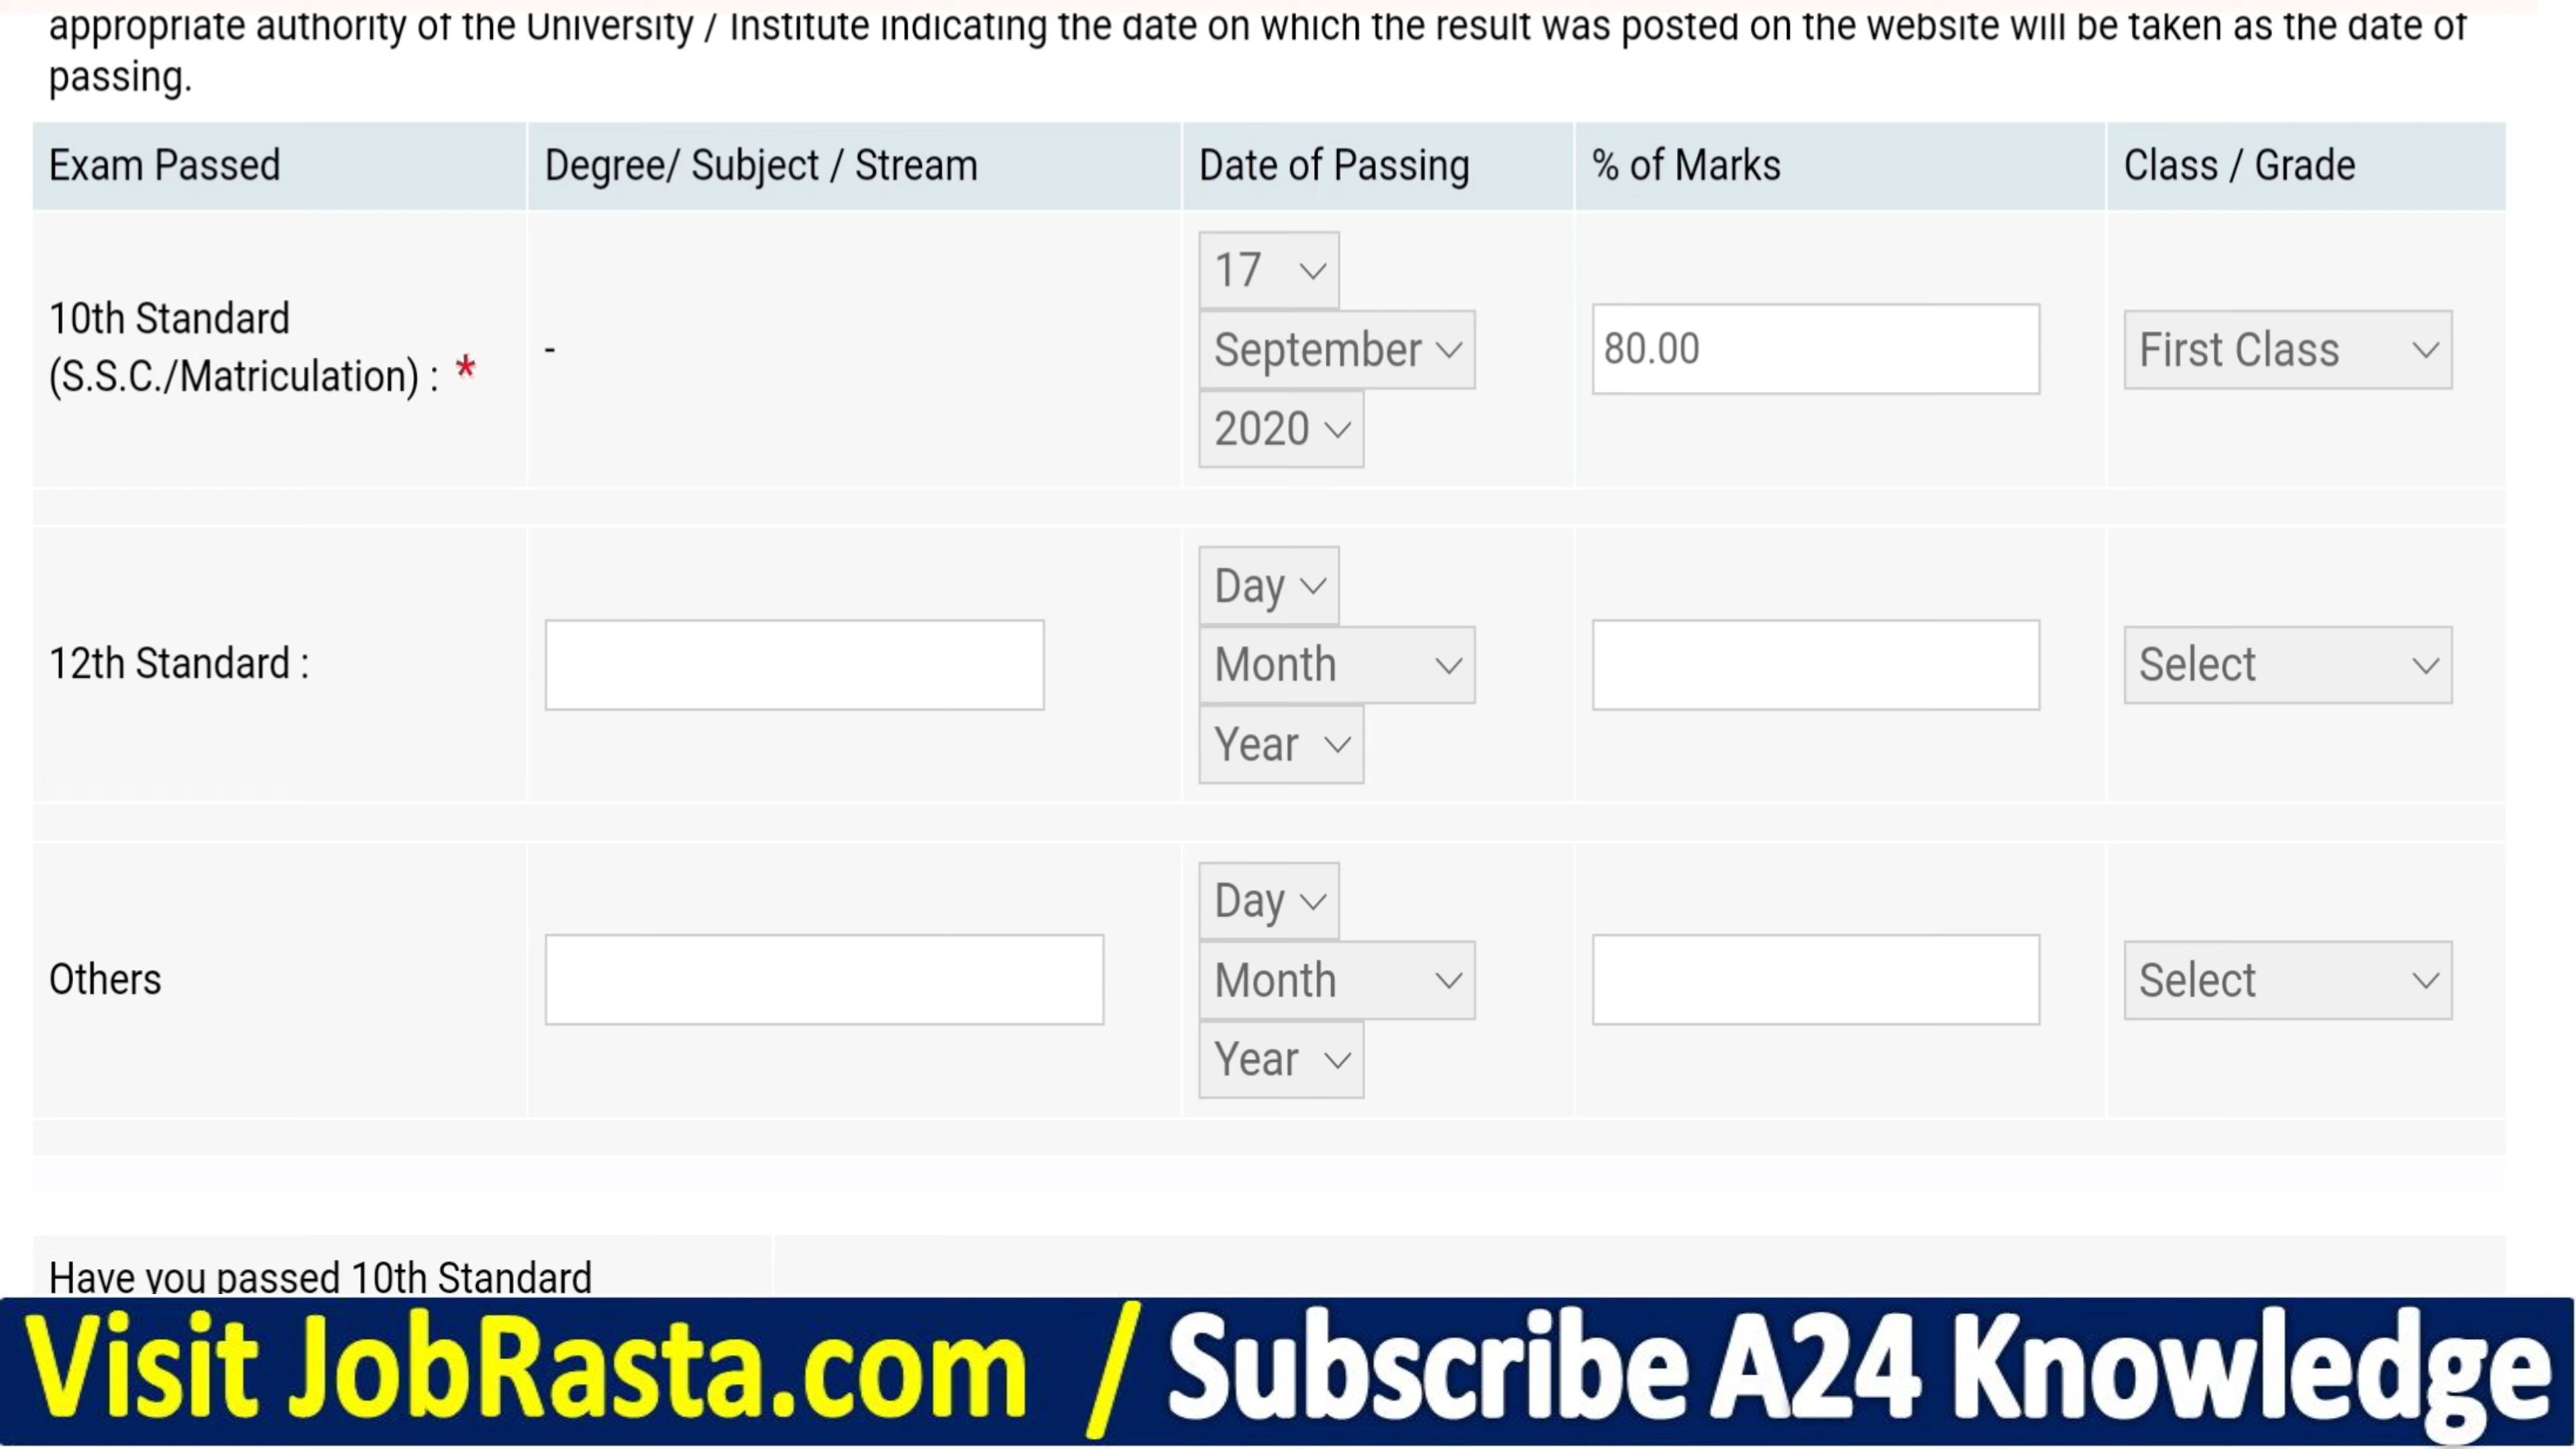 appropriate authority of the University / Institute indicating the date on which the result was posted on the website will be taken as the date of
passing.
Exam Passed Degree/ Subject / Stream Date of Passing % of Marks Class / Grade
10th Standard
(S.S.C./Matriculation) : *
-
17
September
2020
80.00
First Class
12th Standard :
Day
Month
Year
Select
Others
Day
Month
Year
Select
Have you passed 10th Standard
Visit JobRasta.com / Subscribe A24 Knowledge